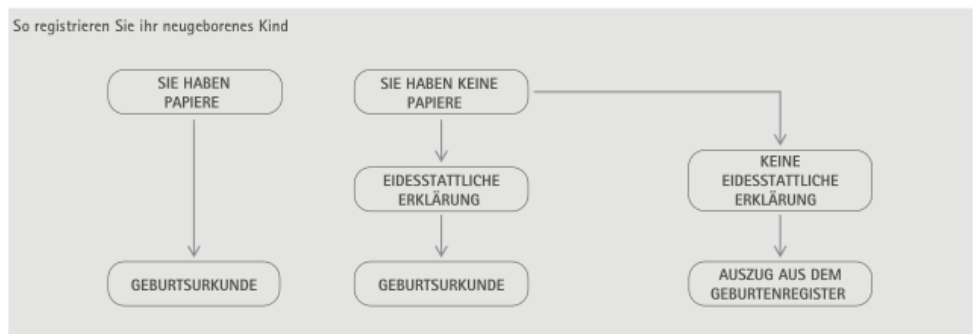 So registrieren Sie ihr neugeborenes Kind
SIE HABEN
PAPIERE
SIE HABEN KEINE
PAPIERE
EIDESSTATTLICHE
ERKLÄRUNG
KEINE
EIDESSTATTLICHE
ERKLÄRUNG
GEBURTSURKUNDE
GEBURTSURKUNDE
AUSZUG AUS DEM
GEBURTENREGISTER